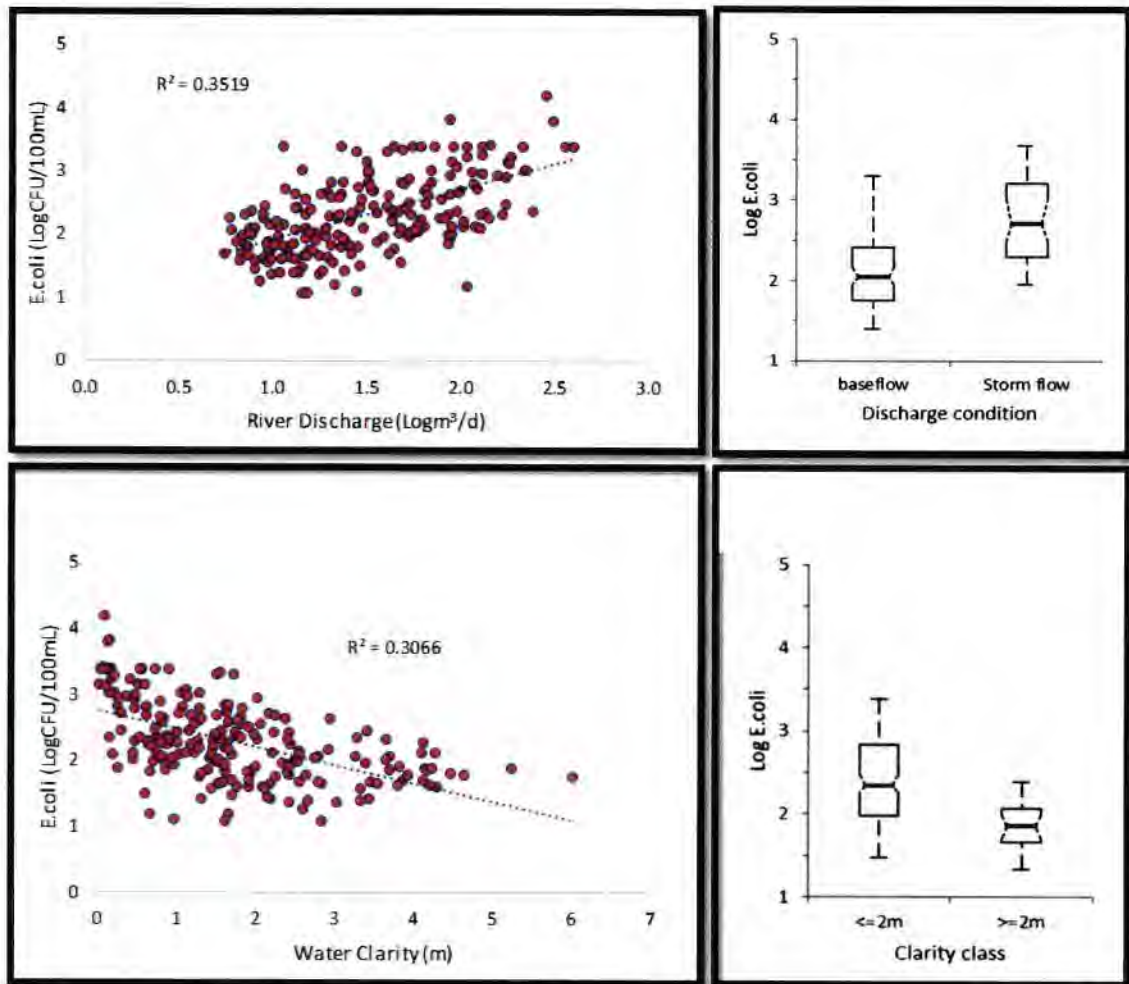 5
R² = 0.3519
4
3
2
1
0
E.coli (LogCFU/100mL)
0.0 0.5 1.0 1.5 2.0 2.5 3.0
River Discharge (Logm³/d)
5
4
3
2
1
Log E.coli
baseflow Storm flow
Discharge condition
5
4
R² = 0.3066
3
2
1
0
E.coli (LogCFU/100mL)
0 1 2 3 4 5 6 7
Water Clarity (m)
5
4
3
2
1
Log E.coli
<=2m >=2m
Clarity class